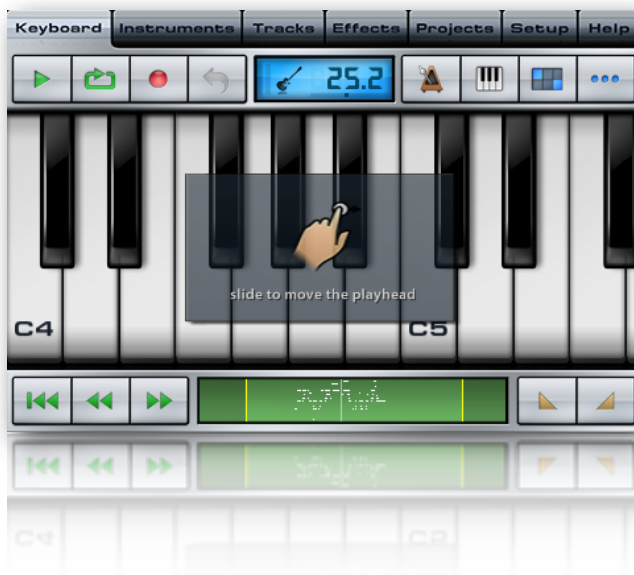 Keyboard Instruments Tracks Effects Projects Setup Help
25.2
slide to move the playhead
C4 C5